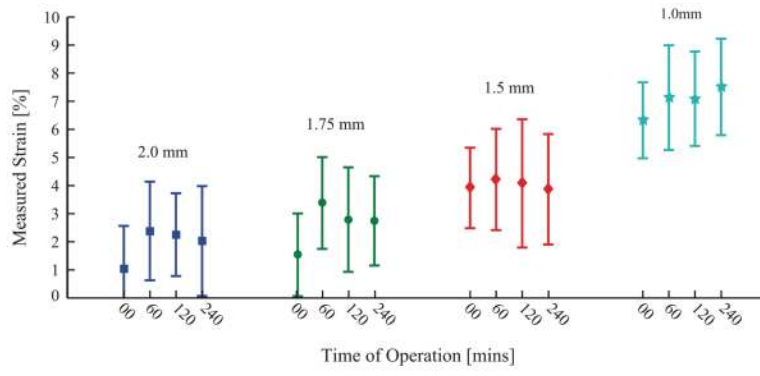 10
9
8
7
6
5
4
3
2
1
0
Measured Strain [%]
2.0 mm
1.75 mm
1.5 mm
1.0mm
00 60 120 240 00 60 120 240 00 60 120 240 00 60 120 240
Time of Operation [mins]